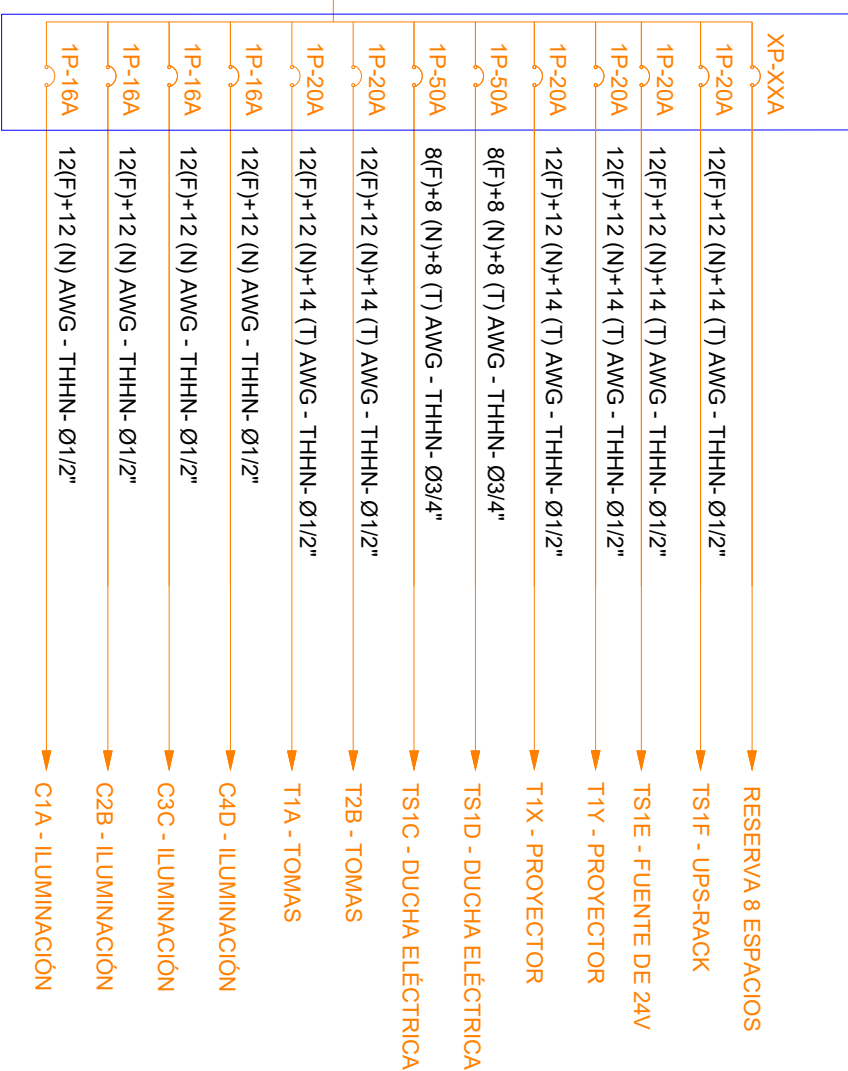 XP-XXA
RESERVA 8 ESPACIOS
1P-20A
12(F)+12 (N)+14 (T) AWG - THHN- Ø1/2"
TS1F - UPS-RACK
1P-20A
12(F)+12 (N)+14 (T) AWG - THHN- Ø1/2"
TS1E - FUENTE DE 24V
1P-20A
12(F)+12 (N)+14 (T) AWG - THHN- Ø1/2"
T1Y - PROYECTOR
1P-20A
12(F)+12 (N)+14 (T) AWG - THHN- Ø1/2"
T1X - PROYECTOR
1P-50A
8(F)+8 (N)+8 (T) AWG - THHN- Ø3/4"
TS1D - DUCHA ELÉCTRICA
1P-50A
8(F)+8 (N)+8 (T) AWG - THHN- Ø3/4"
TS1C - DUCHA ELÉCTRICA
1P-20A
12(F)+12 (N)+14 (T) AWG - THHN- Ø1/2"
T2B - TOMAS
1P-20A
12(F)+12 (N)+14 (T) AWG - THHN- Ø1/2"
T1A - TOMAS
1P-16A
12(F)+12 (N) AWG - THHN- Ø1/2"
C4D - ILUMINACIÓN
1P-16A
12(F)+12 (N) AWG - THHN- Ø1/2"
C3C - ILUMINACIÓN
1P-16A
12(F)+12 (N) AWG - THHN- Ø1/2"
C2B - ILUMINACIÓN
1P-16A
12(F)+12 (N) AWG - THHN- Ø1/2"
C1A - ILUMINACIÓN